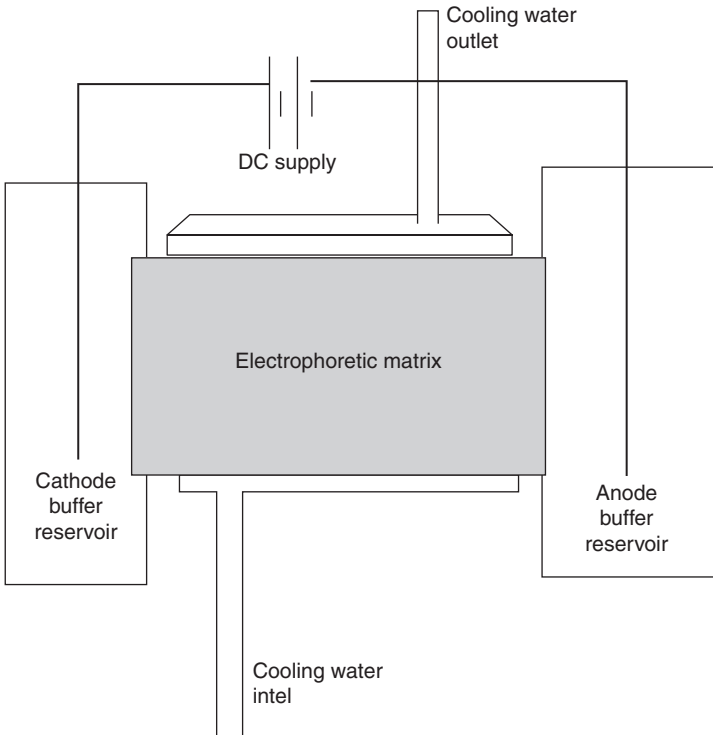 Cooling water
outlet
DC supply
Electrophoretic matrix
Cathode
buffer
reservoir
Anode
buffer
reservoir
Cooling water
intel